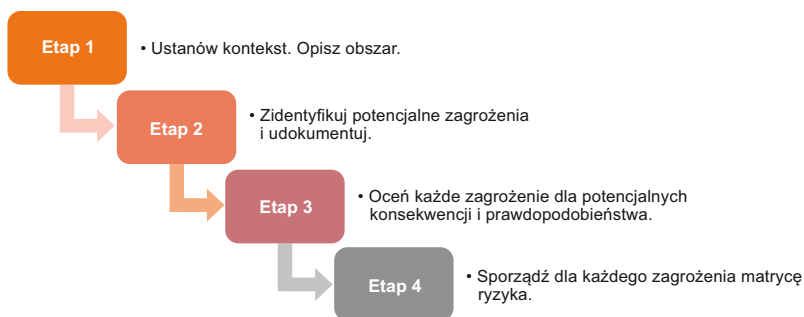 Etap 1
• Ustanów kontekst. Opisz obszar.
Etap 2
• Zidentyfikuj potencjalne zagrożenia
i udokumentuj.
Etap 3
• Oceń każde zagrożenie dla potencjalnych
konsekwencji i prawdopodobieństwa.
Etap 4
• Sporządź dla każdego zagrożenia matrycę
ryzyka.